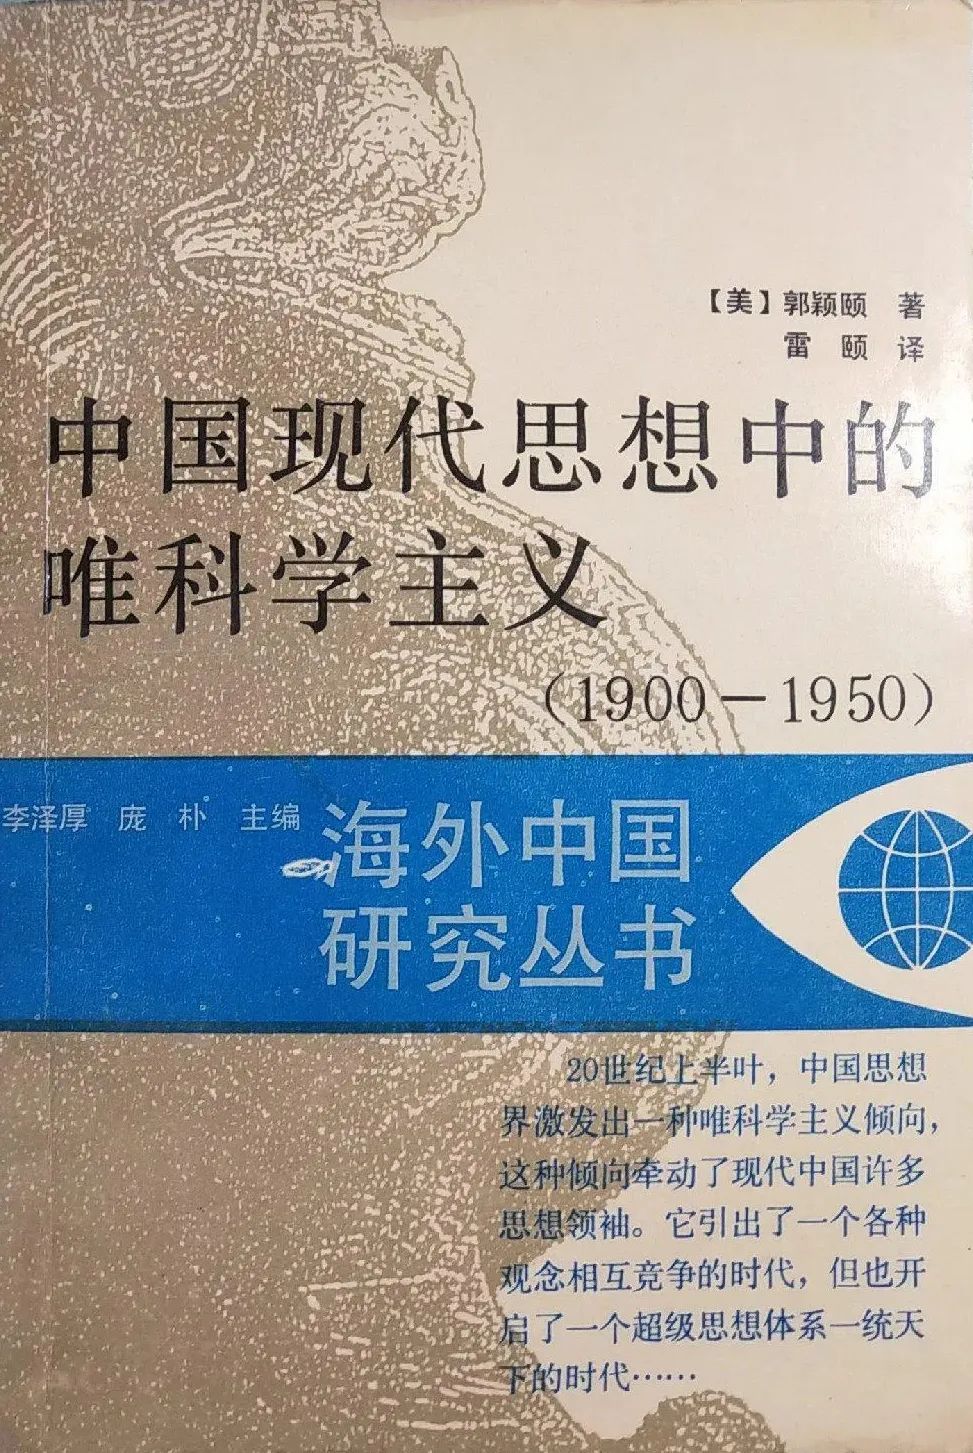 【美】郭颖颐 著
雷 颐 译
中国现代思想中的
唯科学主义
（1900－1950）
李泽厚 庞 朴 主编
海外中国
研究丛书
20世纪上半叶，中国思想
界激发出一种唯科学主义倾向，
这种倾向牵动了现代中国许多
思想领袖。它引出了一个各种
观念相互竞争的时代，但也开
启了一个超级思想体系一统天
下的时代……